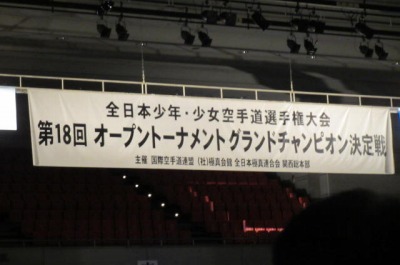 全日本少年・少女空手道選手権大会
第18回 オープントーナメントグランドチャンピオン決定戦
主催 国際空手道連盟 (社)極真会館 全日本極真連合会 関西総本部